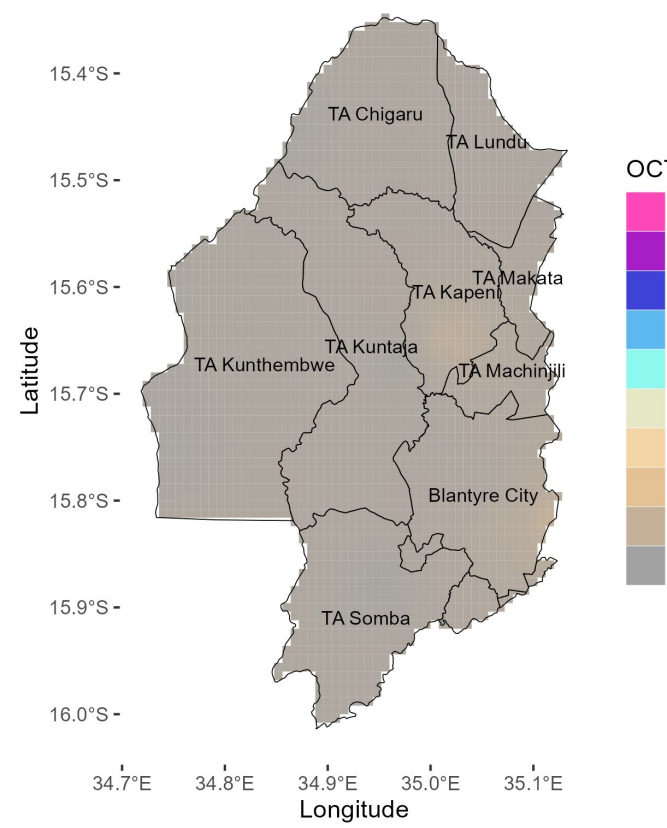 OCT
15.4°S
TA Chigaru
TA Lundu
15.5°S
15.6°S
TA Makata
TA Kapeni
TA Kuntaja
TA Kunthembwe
TA Machinjili
15.7°S
15.8°S
Blantyre City
15.9°S
TA Somba
16.0°S
Latitude
34.7°E 34.8°E 34.9°E 35.0°E 35.1°E
Longitude